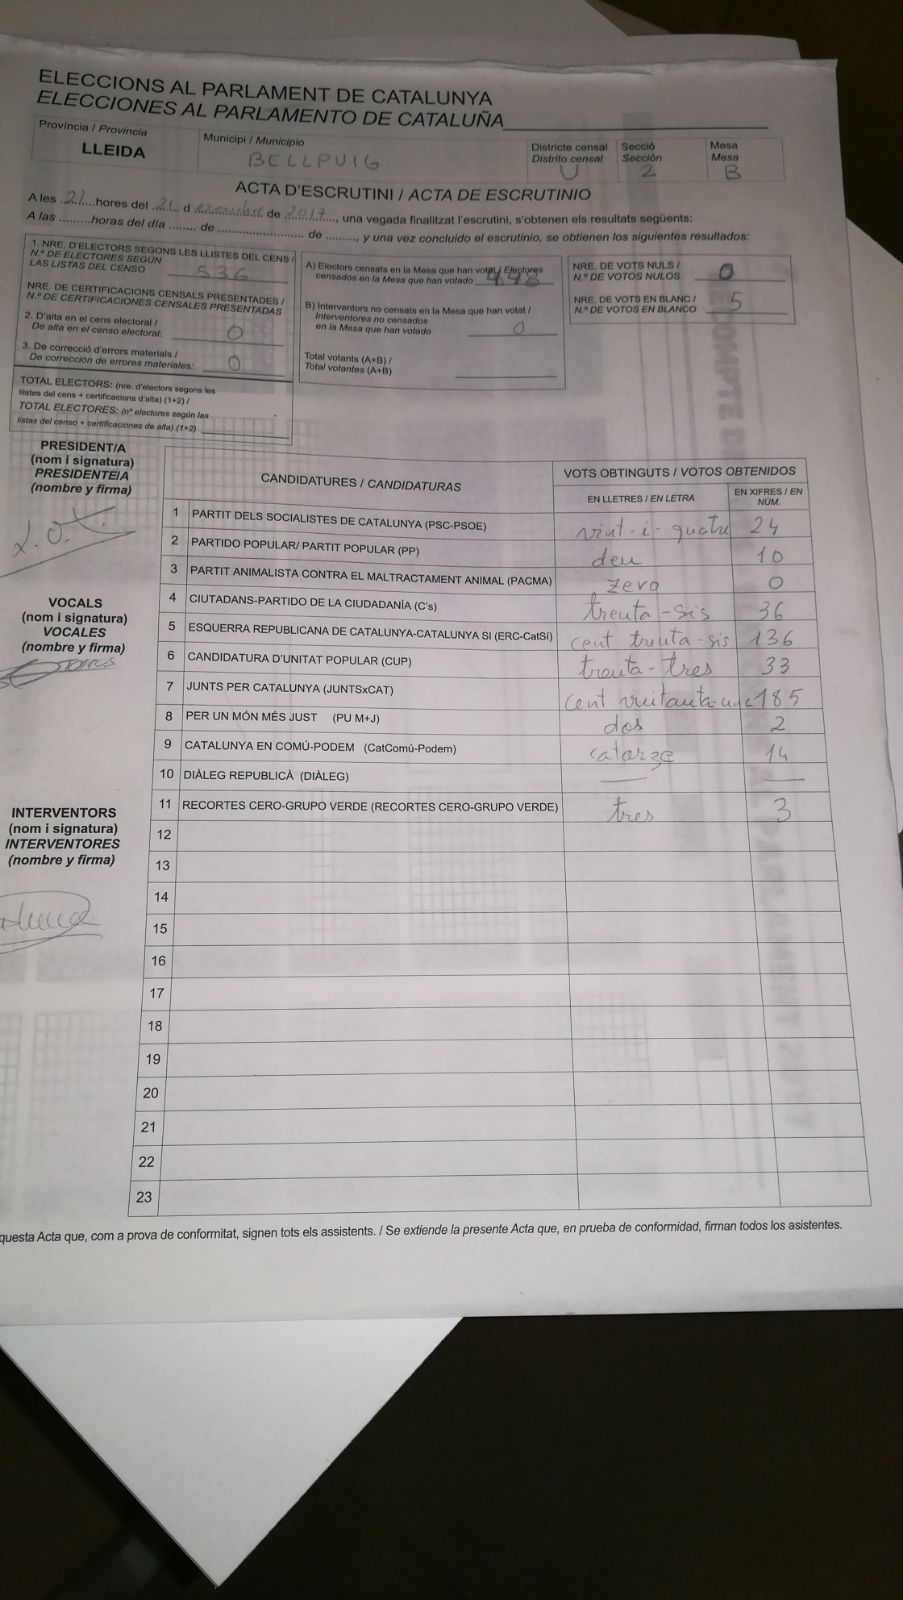 ELECCIONS AL PARLAMENT DE CATALUNYA
ELECCIONES AL PARLAMENTO DE CATALUÑA
Província / Provincia
LLEIDA
Municipi / Municipio
BELLPUIG
Districte censal
Distrito censal
U
Secció
Sección
2
Mesa
Mesa
B
ACTA D'ESCRUTINI / ACTA DE ESCRUTINIO
A les 21 hores del 21 d de 2017, una vegada finalitzat l'escrutini, s'obtenen els resultats següents:
A las .........horas del día ........ de .......................... de ........., y una vez concluido el escrutinio, se obtienen los siguientes resultados:
1. NRE. D'ELECTORS SEGONS LES LLISTES DEL CENS /
N.º DE ELECTORES SEGÚN
LAS LISTAS DEL CENSO 536
NRE. DE CERTIFICACIONS CENSALS PRESENTADES /
N.º DE CERTIFICACIONES CENSALES PRESENTADAS
2. D'alta en el cens electoral /
De alta en el censo electoral: 0
3. De correcció d'errors materials /
De corrección de errores materiales: 0
TOTAL ELECTORS: (nre. d'electors segons les
llistes del cens + certificacions d'alta) (1+2) /
TOTAL ELECTORES: (nº electores según las
listas del censo + certificaciones de alta) (1+2)
A) Electors censats en la Mesa que han votat / Electores
censados en la Mesa que han votado 448
B) Interventors no censats en la Mesa que han votat /
Interventores no censados
en la Mesa que han votado 0
Total votants (A+B) /
Total votantes (A+B)
NRE. DE VOTS NULS /
N.º DE VOTOS NULOS 0
NRE. DE VOTS EN BLANC /
N.º DE VOTOS EN BLANCO 5
PRESIDENT/A
(nom i signatura)
PRESIDENTE/A
(nombre y firma)
VOCALS
(nom i signatura)
VOCALES
(nombre y firma)
INTERVENTORS
(nom i signatura)
INTERVENTORES
(nombre y firma)
CANDIDATURES / CANDIDATURAS
VOTS OBTINGUTS / VOTOS OBTENIDOS
EN LLETRES / EN LETRA
EN XIFRES / EN NÚM.
1 PARTIT DELS SOCIALISTES DE CATALUNYA (PSC-PSOE) vint-i-quatre 24
2 PARTIDO POPULAR/ PARTIT POPULAR (PP) deu 10
3 PARTIT ANIMALISTA CONTRA EL MALTRACTAMENT ANIMAL (PACMA) zero 0
4 CIUTADANS-PARTIDO DE LA CIUDADANÍA (C's) trenta-sis 36
5 ESQUERRA REPUBLICANA DE CATALUNYA-CATALUNYA SÍ (ERC-CatSí) cent trenta-sis 136
6 CANDIDATURA D'UNITAT POPULAR (CUP) trenta-tres 33
7 JUNTS PER CATALUNYA (JUNTSxCAT) cent vuitanta-cinc 185
8 PER UN MÓN MÉS JUST (PU M+J) dos 2
9 CATALUNYA EN COMÚ-PODEM (CatComú-Podem) catorze 14
10 DIÀLEG REPUBLICÀ (DIÀLEG) — —
11 RECORTES CERO-GRUPO VERDE (RECORTES CERO-GRUPO VERDE) tres 3
12
13
14
15
16
17
18
19
20
21
22
23
questa Acta que, com a prova de conformitat, signen tots els assistents. / Se extiende la presente Acta que, en prueba de conformidad, firman todos los asistentes.